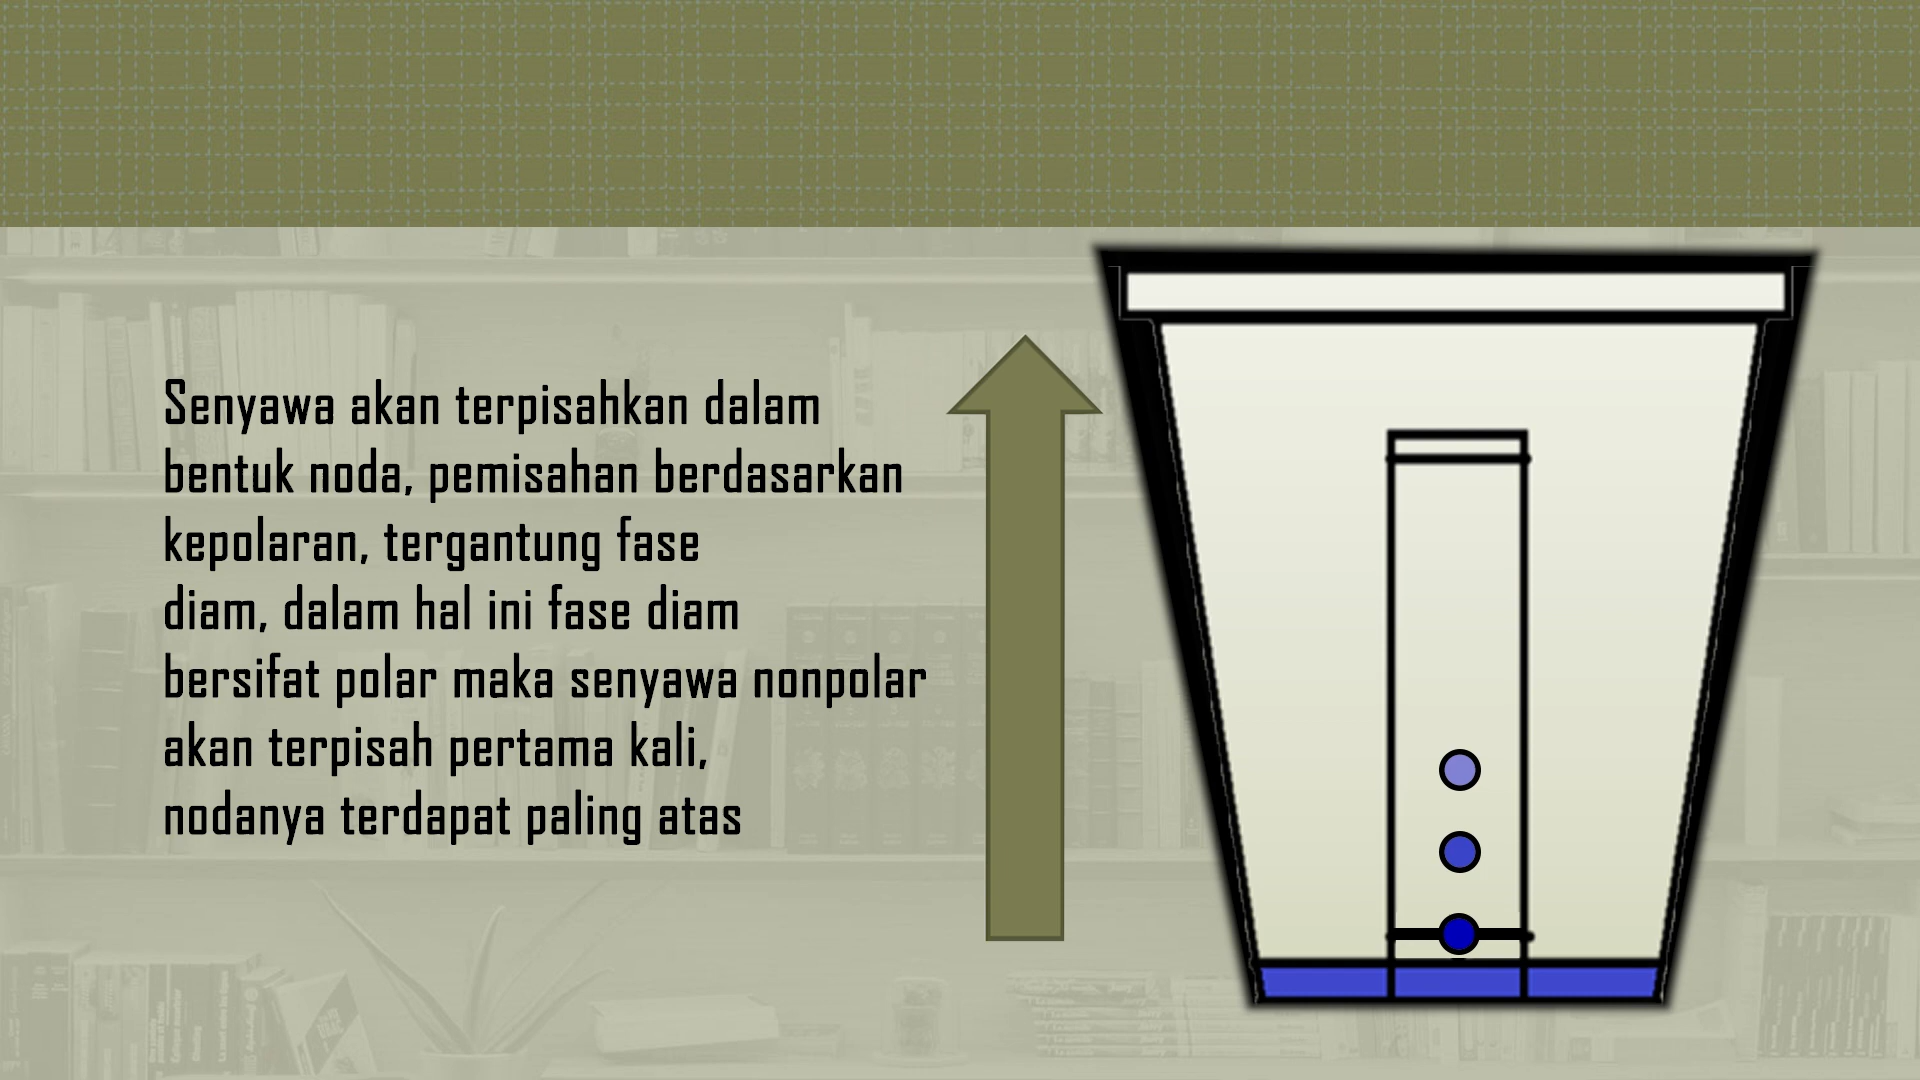 Senyawa akan terpisahkan dalam
bentuk noda, pemisahan berdasarkan
kepolaran, tergantung fase
diam, dalam hal ini fase diam
bersifat polar maka senyawa nonpolar
akan terpisah pertama kali,
nodanya terdapat paling atas